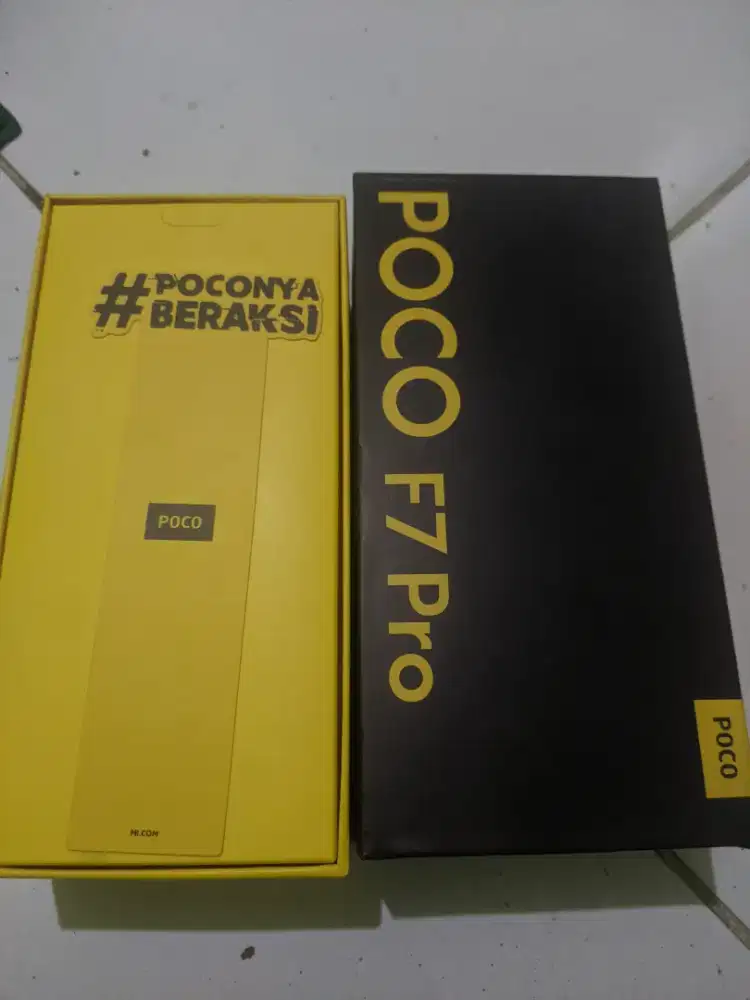 #POCONYA
BERAKSI
POCO
MI.COM
POCO F7 Pro
POCO